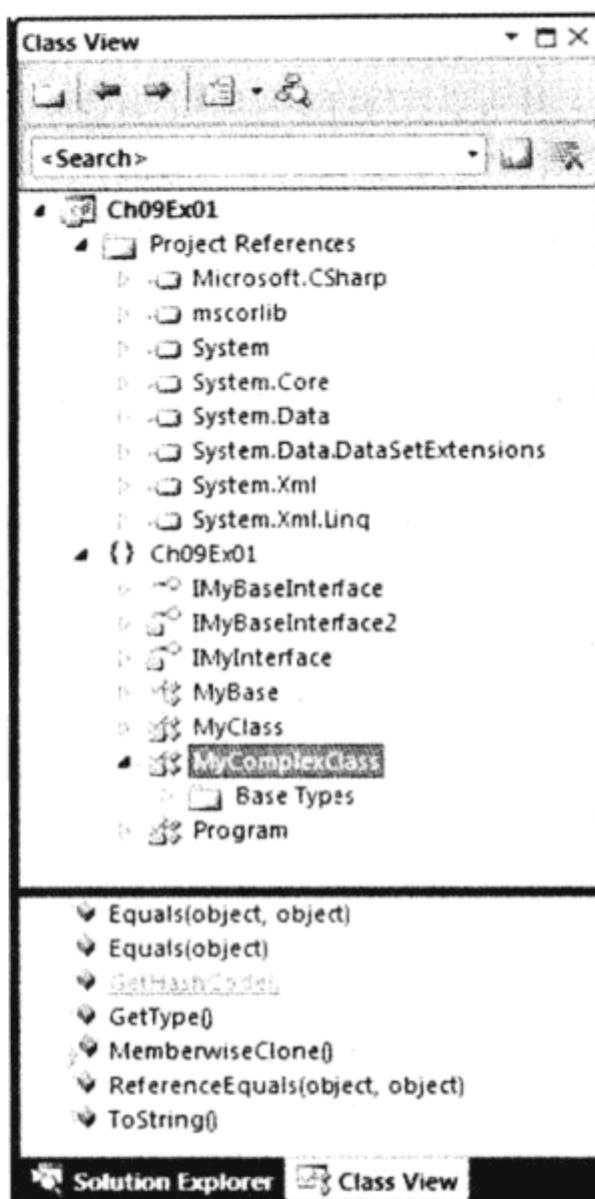 Class View
<Search>
Ch09Ex01
Project References
Microsoft.CSharp
mscorlib
System
System.Core
System.Data
System.Data.DataSetExtensions
System.Xml
System.Xml.Linq
{} Ch09Ex01
IMyBaseInterface
IMyBaseInterface2
IMyInterface
MyBase
MyClass
MyComplexClass
Base Types
Program
Equals(object, object)
Equals(object)
GetHashCode()
GetType()
MemberwiseClone()
ReferenceEquals(object, object)
ToString()
Solution Explorer Class View